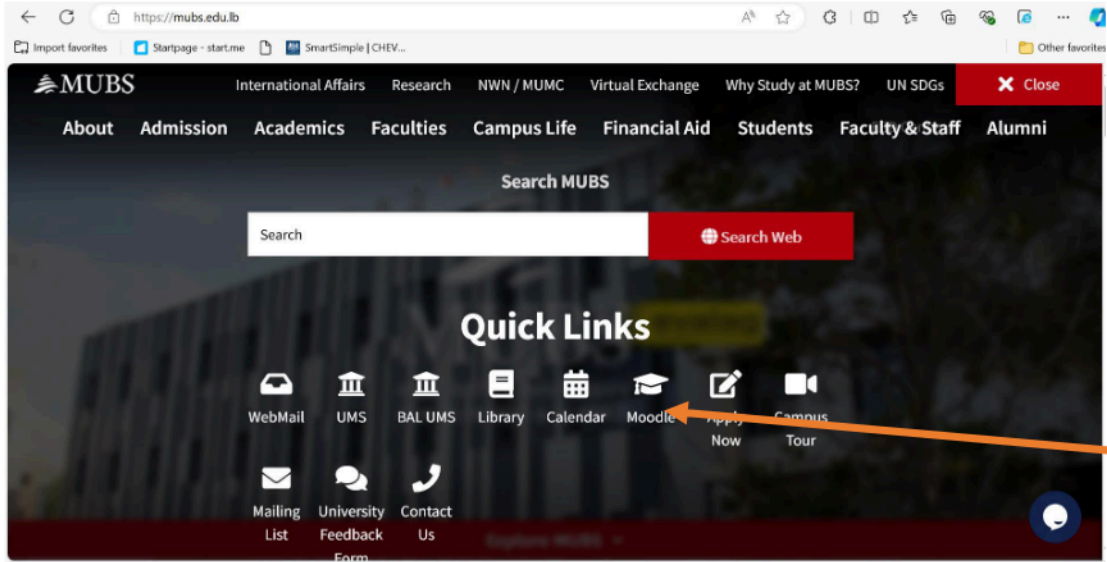 https://mubs.edu.lb
Import favorites Startpage - start.me SmartSimple | CHEV... Other favorites
MUBS International Affairs Research NWN / MUMC Virtual Exchange Why Study at MUBS? UN SDGs Close
About Admission Academics Faculties Campus Life Financial Aid Students Faculty & Staff Alumni
Search MUBS
Search Search Web
Quick Links
WebMail UMS BAL UMS Library Calendar Moodle Apply Campus
Now Tour
Mailing University Contact
List Feedback Us
Form
Explore MUBS